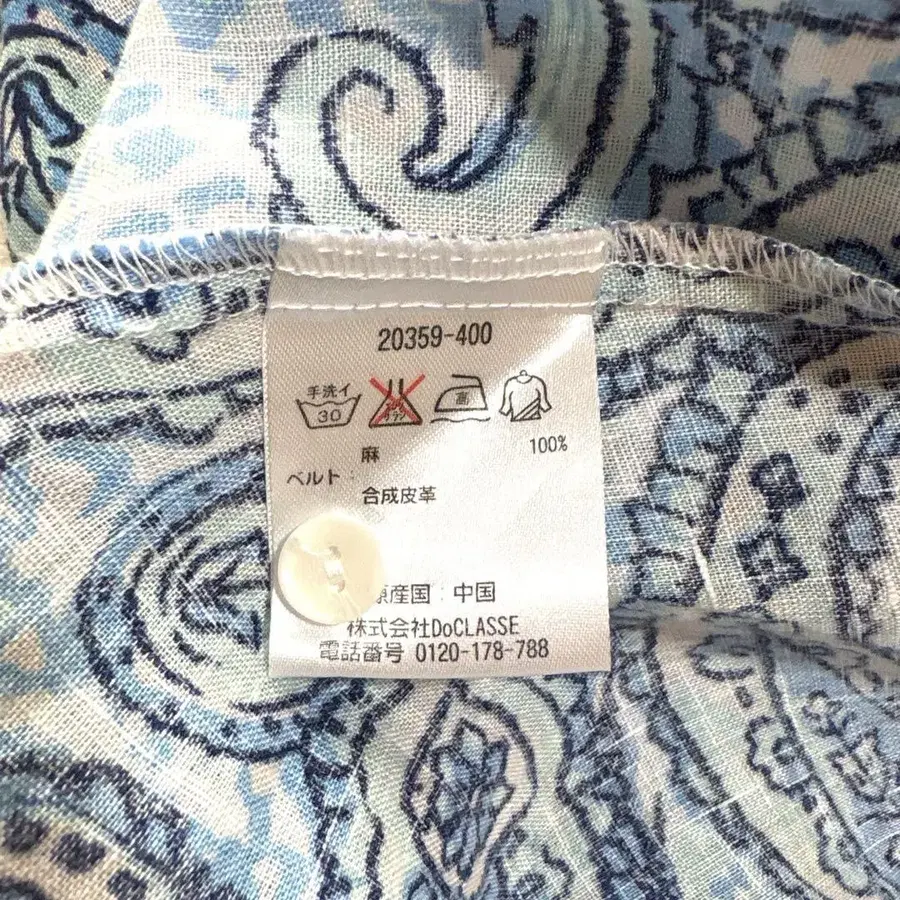 20359-400
手洗イ
30
高
麻 100%
ベルト:
合成皮革
原産国:中国
株式会社DoCLASSE
電話番号 0120-178-788